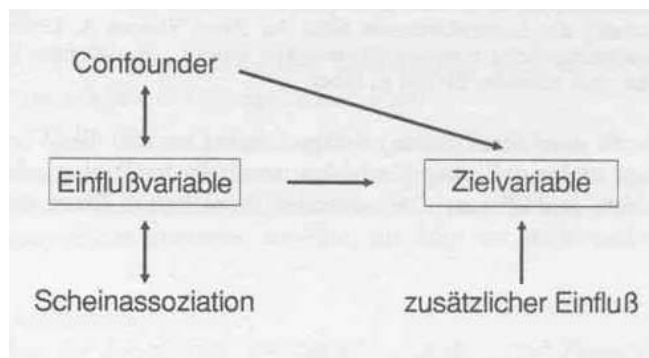 Confounder
Einflußvariable
Zielvariable
Scheinassoziation
zusätzlicher Einfluß